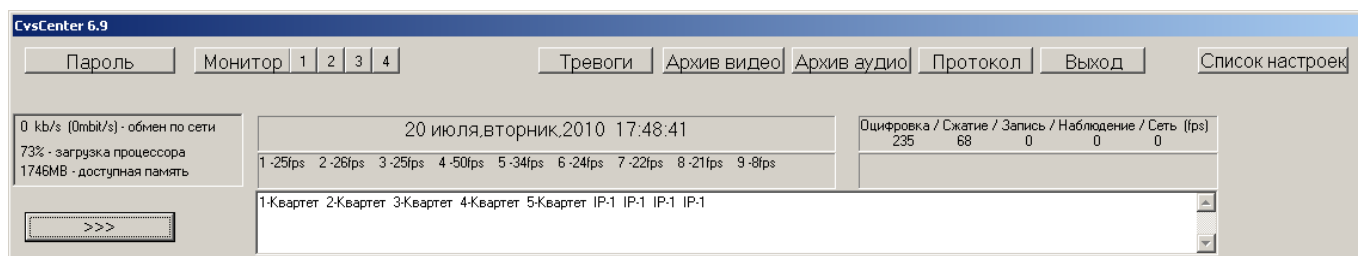 CvsCenter 6.9
Пароль Монитор 1 2 3 4 Тревоги Архив видео Архив аудио Протокол Выход Список настроек
0 kb/s (0mbit/s) - обмен по сети
73% - загрузка процессора
1746MB - доступная память
20 июля,вторник,2010 17:48:41
1 -25fps 2 -26fps 3 -25fps 4 -50fps 5 -34fps 6 -24fps 7 -22fps 8 -21fps 9 -8fps
Оцифровка / Сжатие / Запись / Наблюдение / Сеть (fps)
235 68 0 0 0
>>>
1-Квартет 2-Квартет 3-Квартет 4-Квартет 5-Квартет IP-1 IP-1 IP-1 IP-1